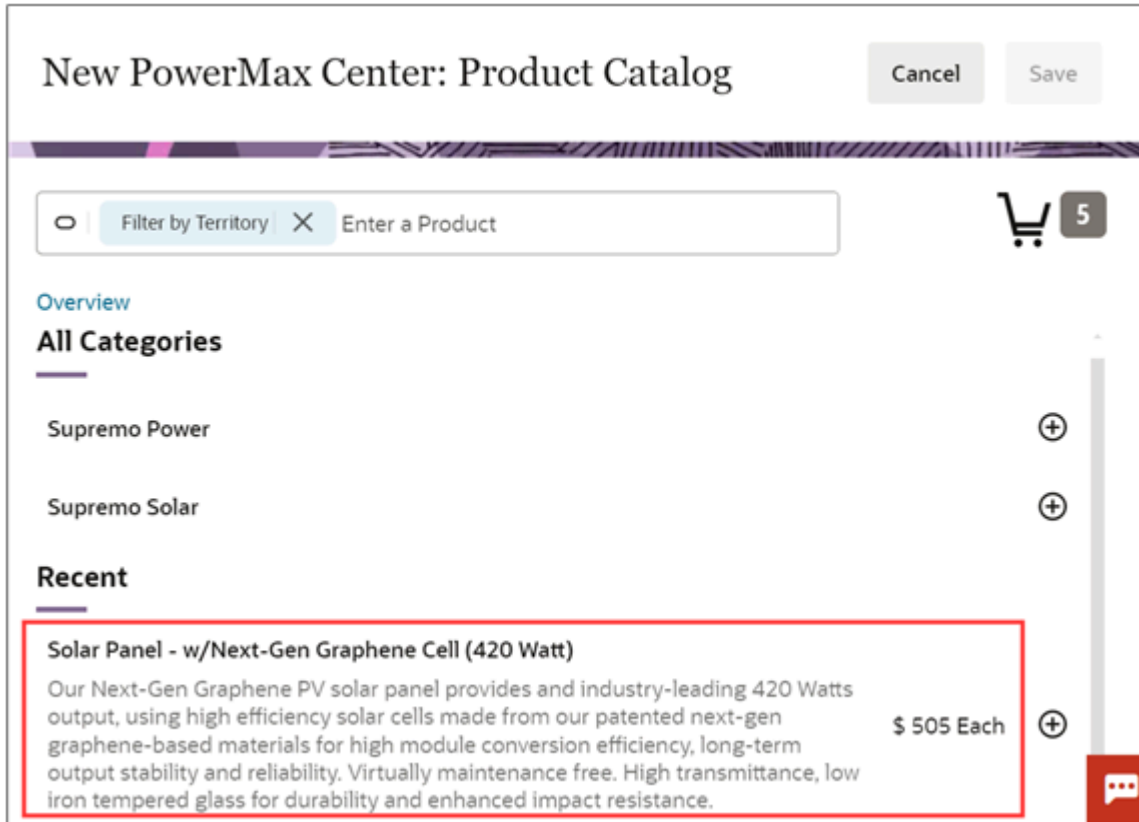 New PowerMax Center: Product Catalog
Cancel
Save
Filter by Territory
Enter a Product
5
Overview
All Categories
Supremo Power
Supremo Solar
Recent
Solar Panel - w/Next-Gen Graphene Cell (420 Watt)
Our Next-Gen Graphene PV solar panel provides and industry-leading 420 Watts
output, using high efficiency solar cells made from our patented next-gen
graphene-based materials for high module conversion efficiency, long-term
output stability and reliability. Virtually maintenance free. High transmittance, low
iron tempered glass for durability and enhanced impact resistance.
$ 505 Each